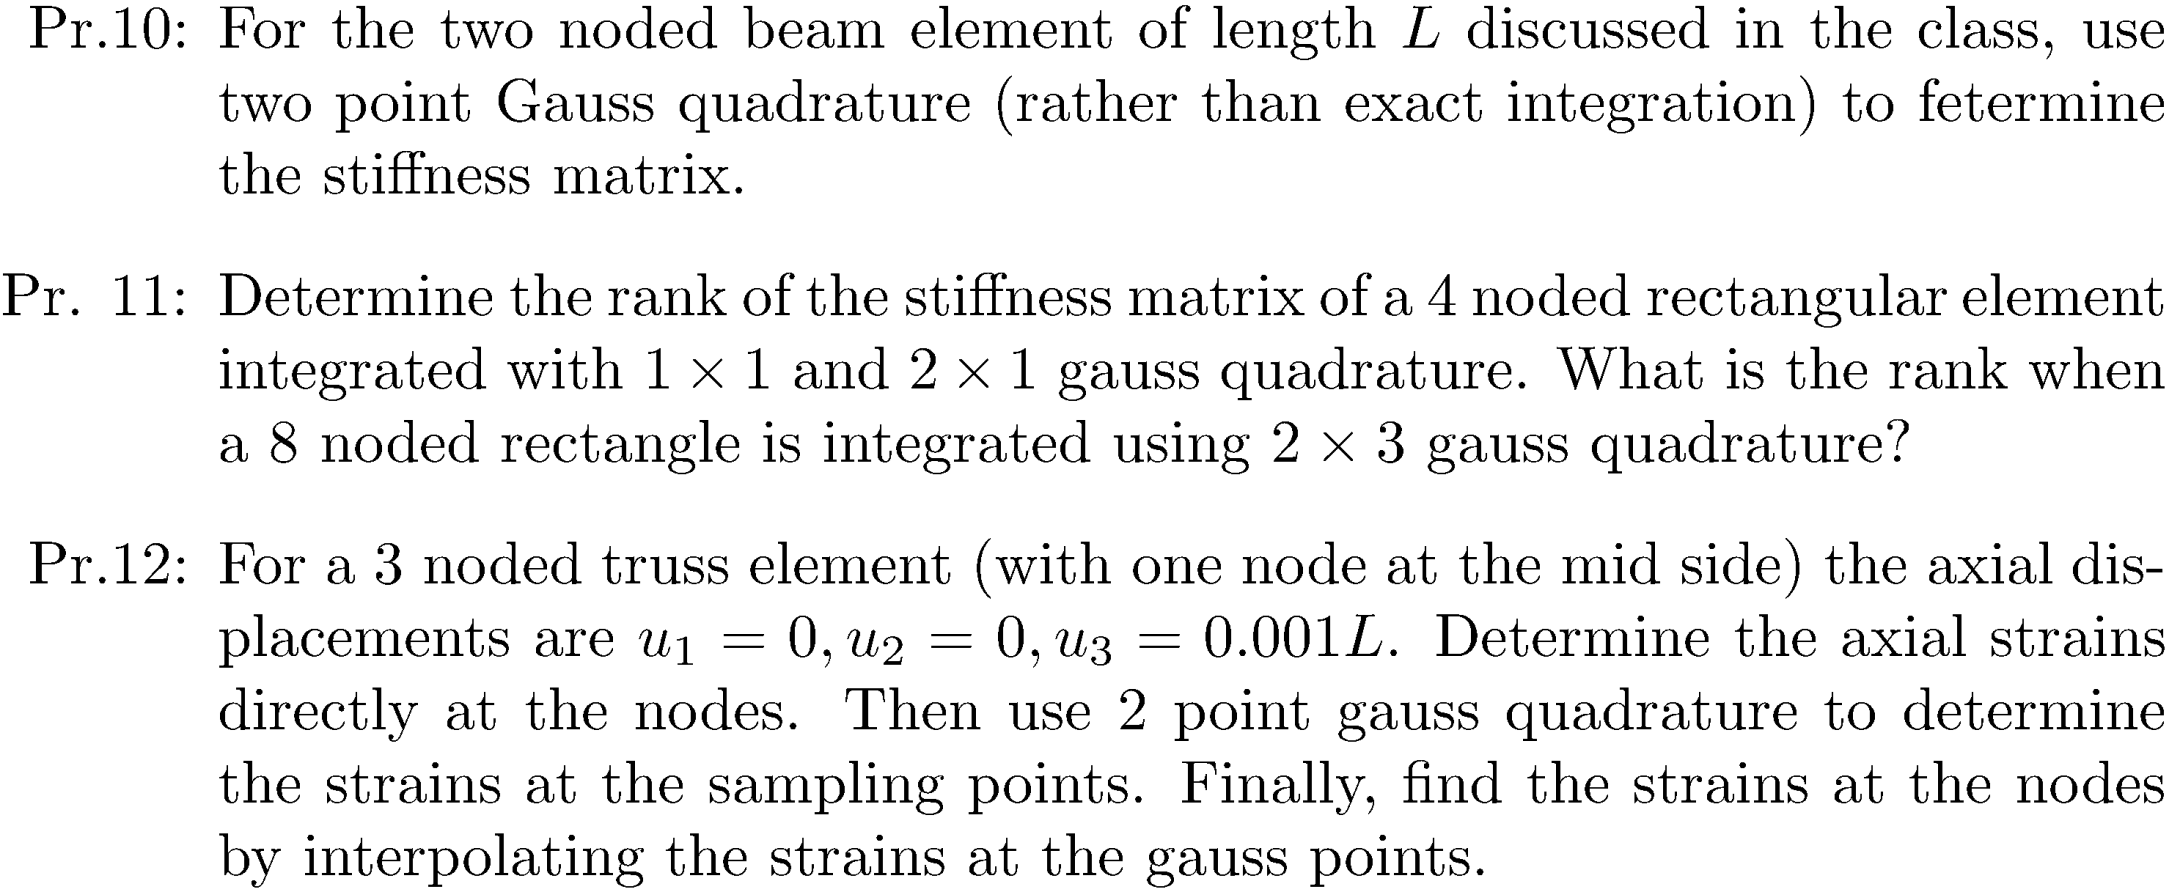 Pr.10: For the two noded beam element of length L discussed in the class, use
two point Gauss quadrature (rather than exact integration) to fetermine
the stiffness matrix.
Pr. 11: Determine the rank of the stiffness matrix of a 4 noded rectangular element
integrated with 1 × 1 and 2 × 1 gauss quadrature. What is the rank when
a 8 noded rectangle is integrated using 2 × 3 gauss quadrature?
Pr.12: For a 3 noded truss element (with one node at the mid side) the axial dis-
placements are u₁ = 0, u₂ = 0, u₃ = 0.001L. Determine the axial strains
directly at the nodes. Then use 2 point gauss quadrature to determine
the strains at the sampling points. Finally, find the strains at the nodes
by interpolating the strains at the gauss points.